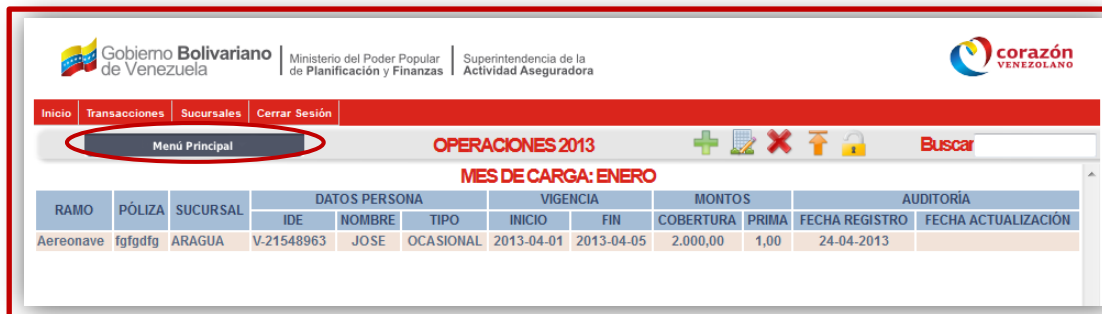 Gobierno Bolivariano
de Venezuela
Ministerio del Poder Popular
de Planificación y Finanzas
Superintendencia de la
Actividad Aseguradora
corazón
VENEZOLANO
Inicio Transacciones Sucursales Cerrar Sesión
Menú Principal OPERACIONES 2013 Buscar
MES DE CARGA: ENERO
RAMO PÓLIZA SUCURSAL DATOS PERSONA VIGENCIA MONTOS AUDITORÍA
IDE NOMBRE TIPO INICIO FIN COBERTURA PRIMA FECHA REGISTRO FECHA ACTUALIZACIÓN
Aereonave fgfgdfg ARAGUA V-21548963 JOSE OCASIONAL 2013-04-01 2013-04-05 2.000,00 1,00 24-04-2013